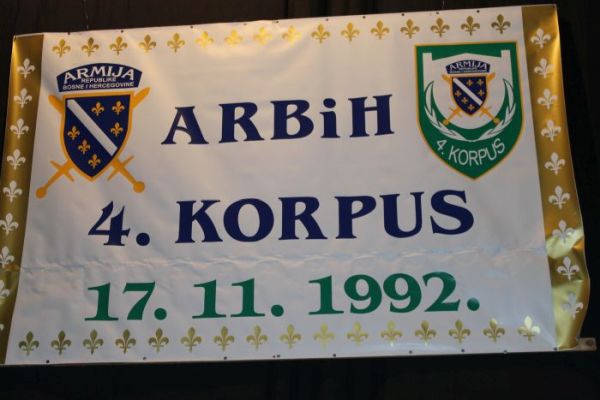 ARMIJA
REPUBLIKE
BOSNE I HERCEGOVINE
ARBiH
ARMIJA
4. KORPUS
4. KORPUS
17. 11. 1992.